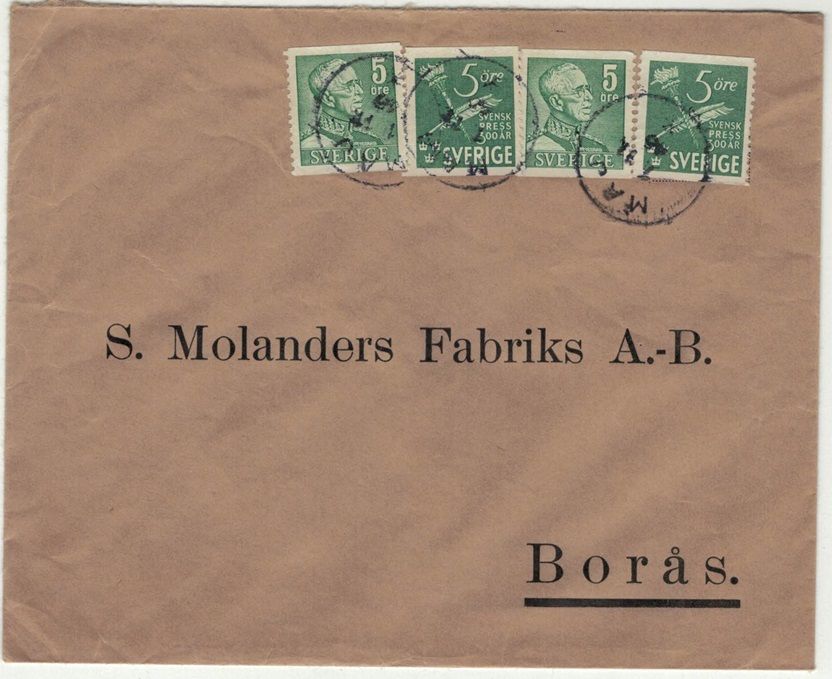 5
öre
SVERIGE
5 öre
SVENSK
PRESS
300 ÅR
SVERIGE
5
öre
SVERIGE
5 öre
SVENSK
PRESS
300 ÅR
SVERIGE
S. Molanders Fabriks A.-B.
Borås.